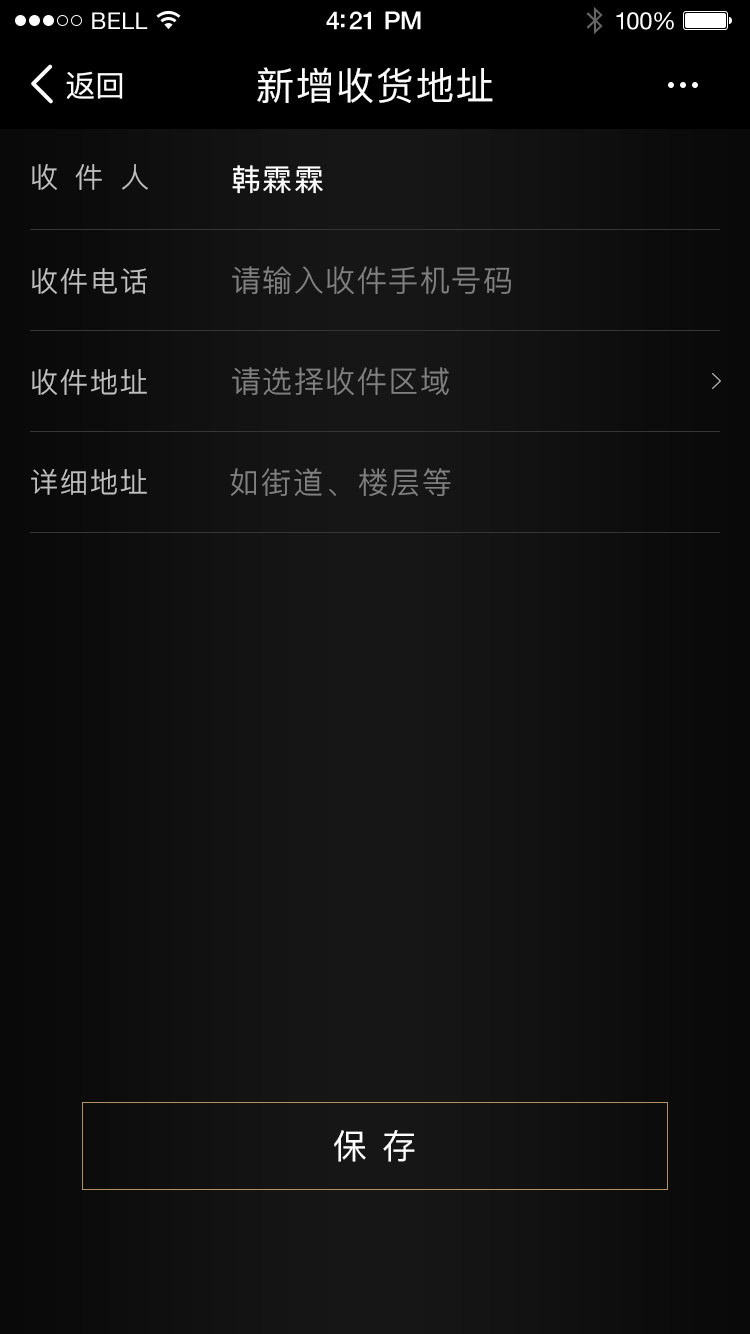 BELL 4:21 PM 100%
返回 新增收货地址
收件人 韩霖霖
收件电话 请输入收件手机号码
收件地址 请选择收件区域
详细地址 如街道、楼层等
保存